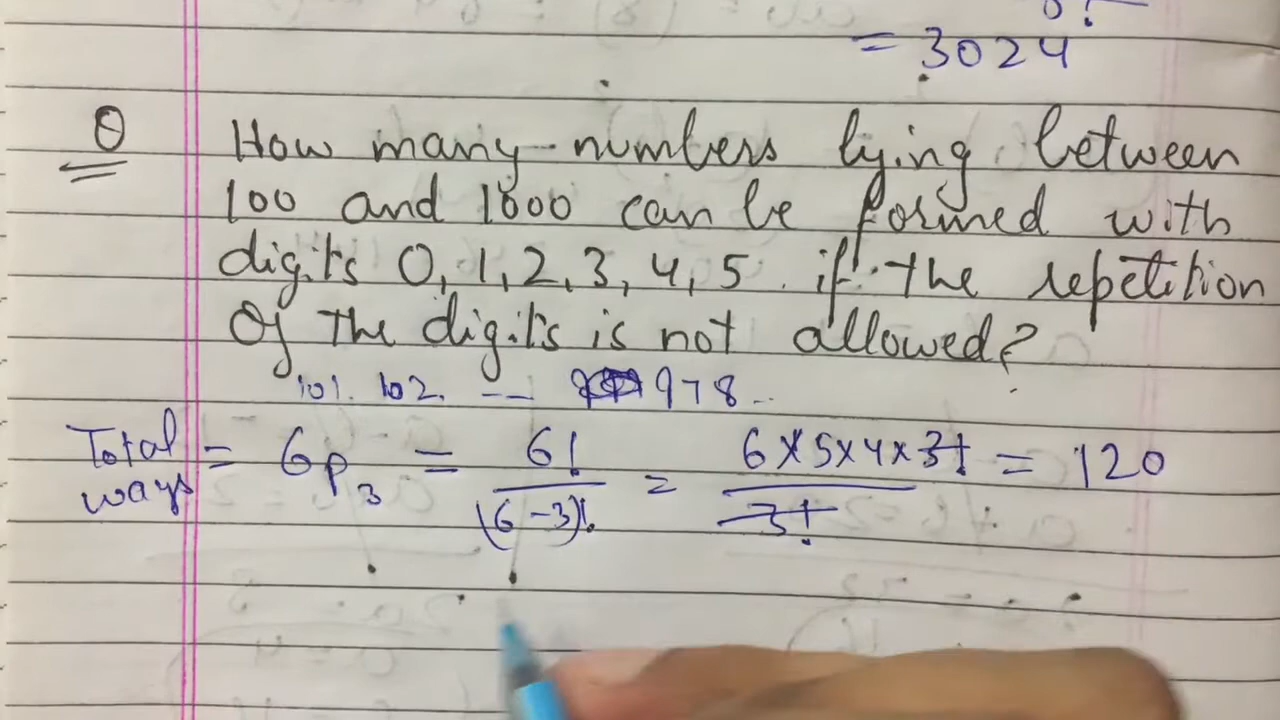 = 3024
Q How many numbers lying between
100 and 1000 can be formed with
digits 0, 1, 2, 3, 4, 5 if the repetition
Of the digits is not allowed?
101. 102. -- 978..
Total ways = 6P3 = 6!/(6-3)! = 6×5×4×3!/3! = 120